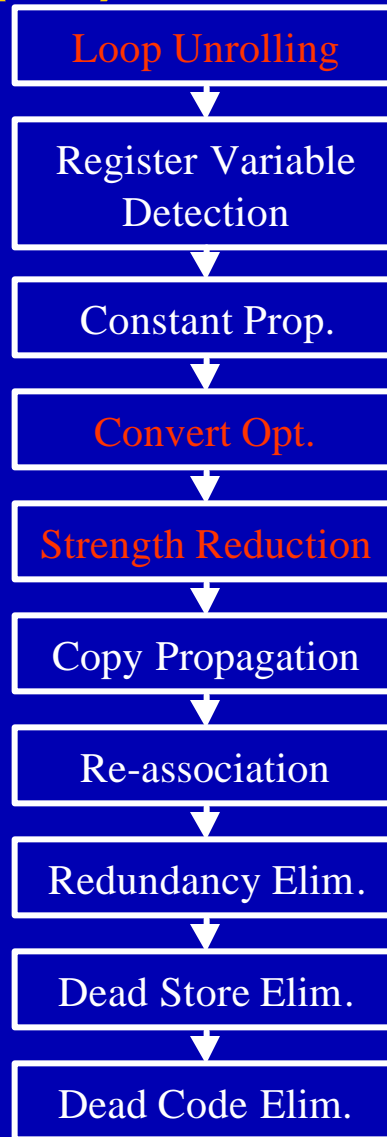 Loop Unrolling
Register Variable
Detection
Constant Prop.
Convert Opt.
Strength Reduction
Copy Propagation
Re-association
Redundancy Elim.
Dead Store Elim.
Dead Code Elim.